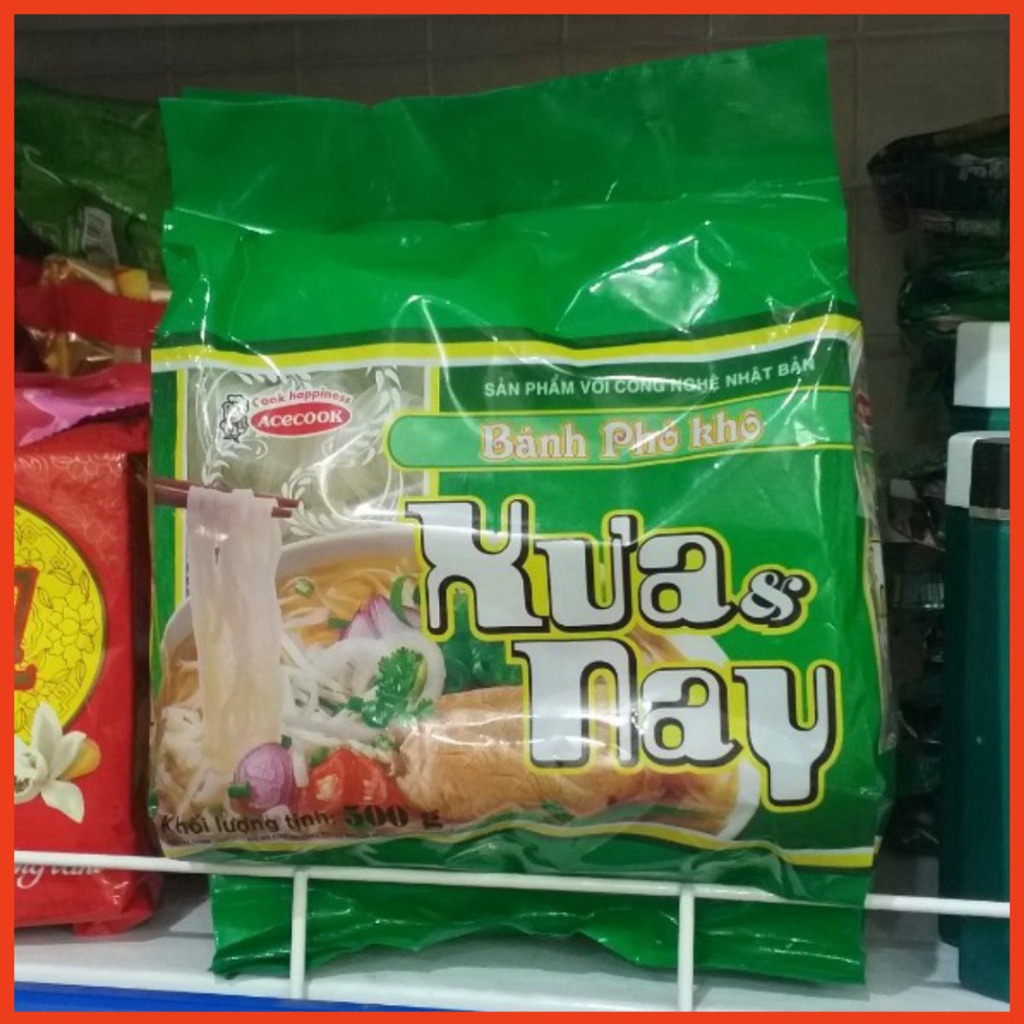 SẢN PHẨM VỚI CÔNG NGHỆ NHẬT BẢN
Cook happiness
ACECOOK
Bánh Phở khô
Xưa &
Nay
Khối lượng tịnh: 500 g